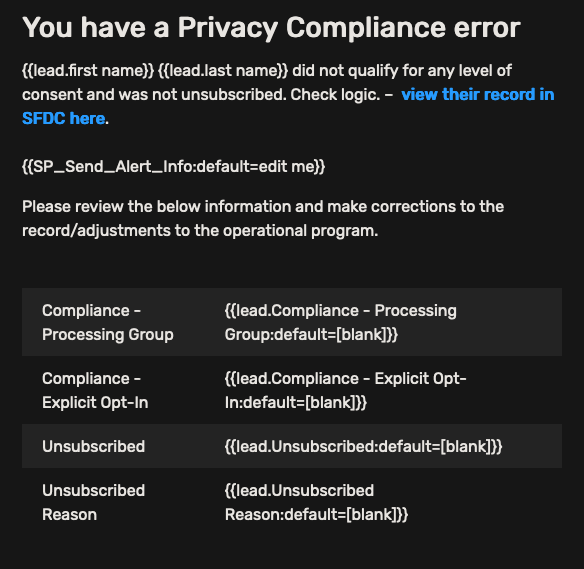 You have a Privacy Compliance error
{{lead.first name}} {{lead.last name}} did not qualify for any level of
consent and was not unsubscribed. Check logic. – view their record in
SFDC here.
{{SP_Send_Alert_Info:default=edit me}}
Please review the below information and make corrections to the
record/adjustments to the operational program.
Compliance -
Processing Group
{{lead.Compliance - Processing
Group:default=[blank]}}
Compliance -
Explicit Opt-In
{{lead.Compliance - Explicit Opt-
In:default=[blank]}}
Unsubscribed
{{lead.Unsubscribed:default=[blank]}}
Unsubscribed
Reason
{{lead.Unsubscribed
Reason:default=[blank]}}